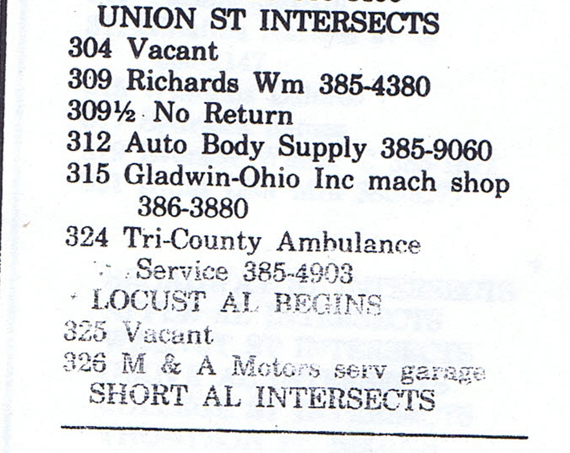 UNION ST INTERSECTS
304 Vacant
309 Richards Wm 385-4380
309½ No Return
312 Auto Body Supply 385-9060
315 Gladwin-Ohio Inc mach shop
386-3880
324 Tri-County Ambulance
Service 385-4903
LOCUST AL BEGINS
325 Vacant
326 M & A Motors serv garage
SHORT AL INTERSECTS